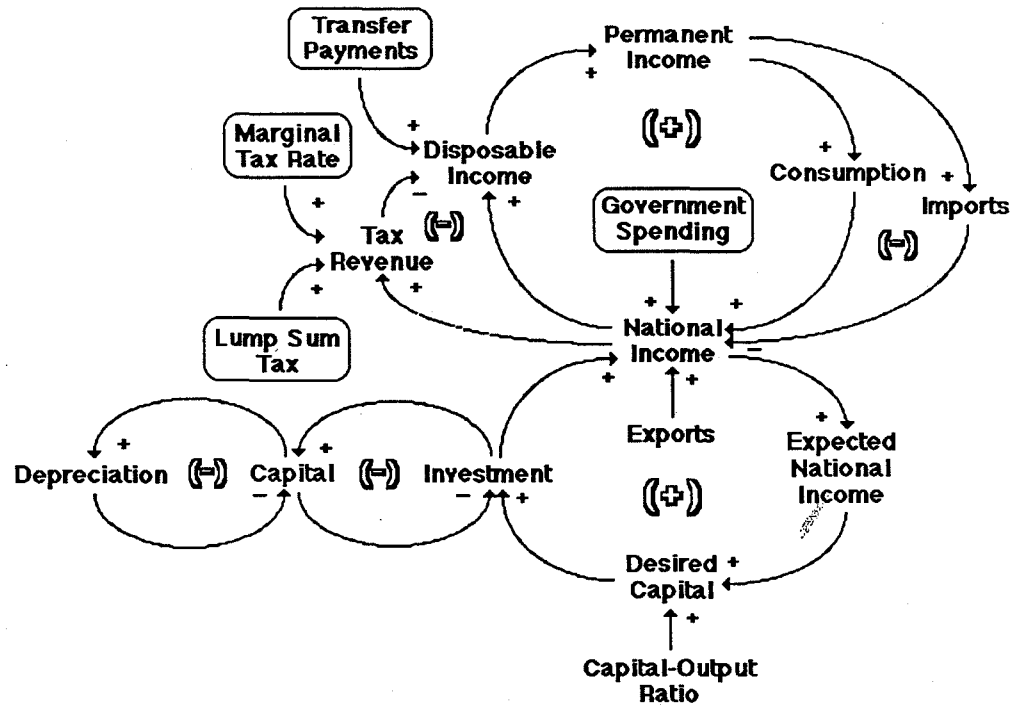 Transfer
Payments
Permanent
Income
+
+
(+)
Marginal
Tax Rate
Disposable
Income
+
Consumption
+
Imports
+
−
(−)
+
Government
Spending
(−)
Tax
Revenue
+
+
Lump Sum
Tax
+
+
National
Income
−
+
+
+
Exports
Expected
National
Income
+
Depreciation
(−)
Capital
+
−
(−)
Investment
−
+
(+)
Desired
Capital
+
+
Capital-Output
Ratio